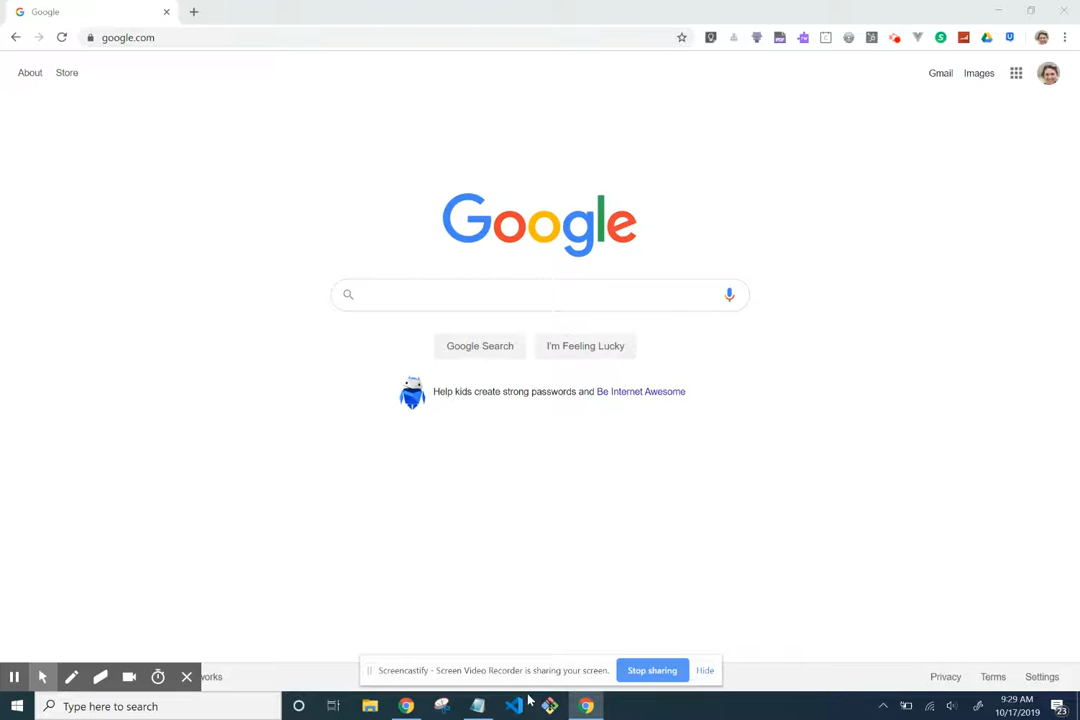 Google
google.com
About
Store
Gmail
Images
Google
Google Search
I'm Feeling Lucky
Help kids create strong passwords and Be Internet Awesome
works
Screencastify - Screen Video Recorder is sharing your screen.
Stop sharing
Hide
Privacy
Terms
Settings
Type here to search
9:29 AM
10/17/2019
23